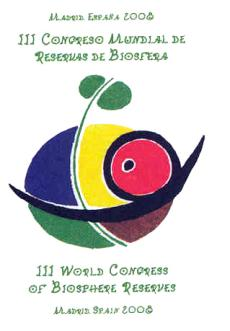 Madrid, España 2008
III Congreso Mundial de
Reservas de Biosfera
III World Congress
of Biosphere Reserves
Madrid, Spain 2008